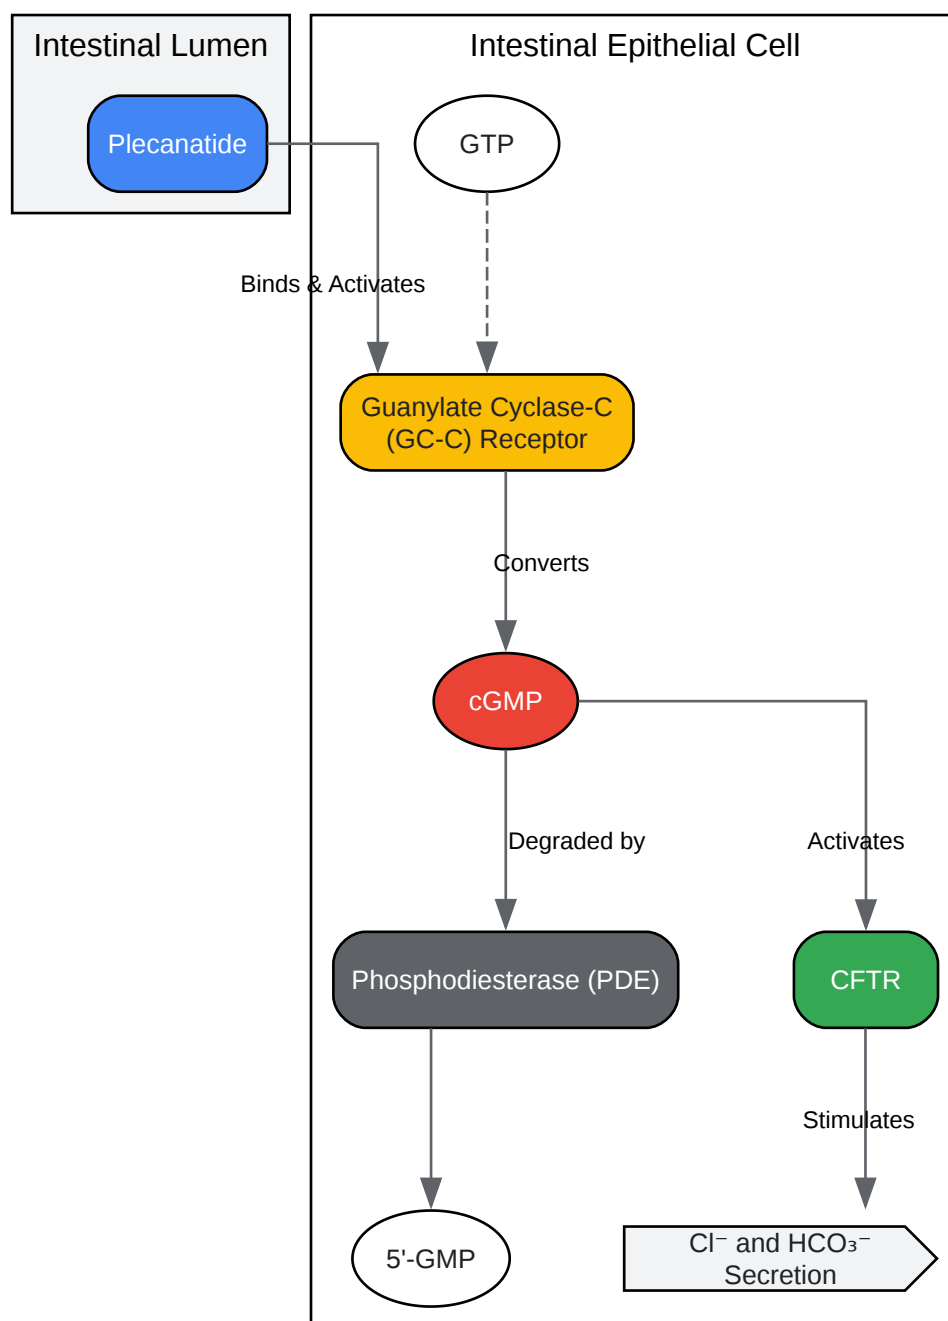 Intestinal Lumen
Intestinal Epithelial Cell
Plecanatide
GTP
Binds & Activates
Guanylate Cyclase-C
(GC-C) Receptor
Converts
cGMP
Degraded by
Activates
Phosphodiesterase (PDE)
CFTR
Stimulates
5'-GMP
Cl⁻ and HCO₃⁻
Secretion